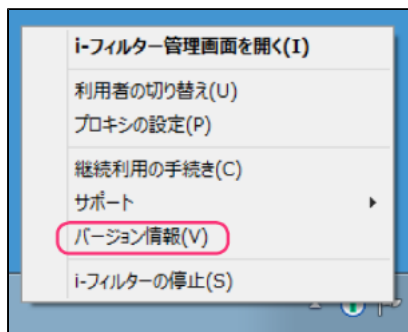 i-フィルター管理画面を開く(I)
利用者の切り替え(U)
プロキシの設定(P)
継続利用の手続き(C)
サポート
バージョン情報(V)
i-フィルターの停止(S)